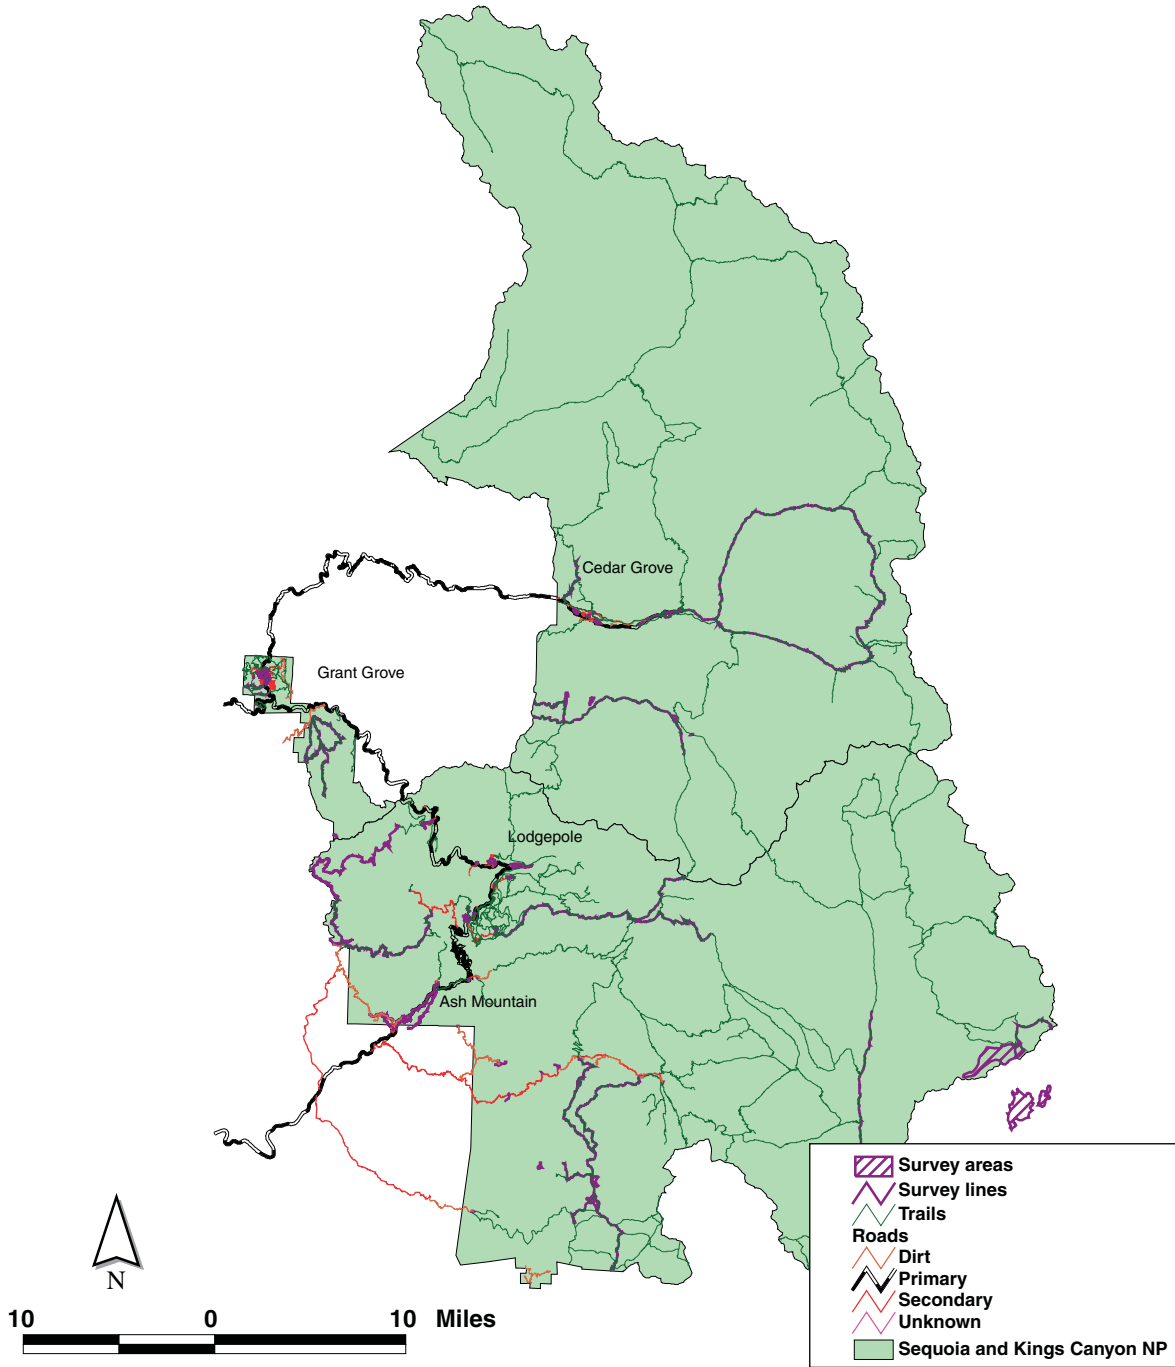 Cedar Grove
Grant Grove
Lodgepole
Ash Mountain
Survey areas
Survey lines
Trails
Roads
Dirt
Primary
Secondary
Unknown
Sequoia and Kings Canyon NP
N
10 0 10 Miles